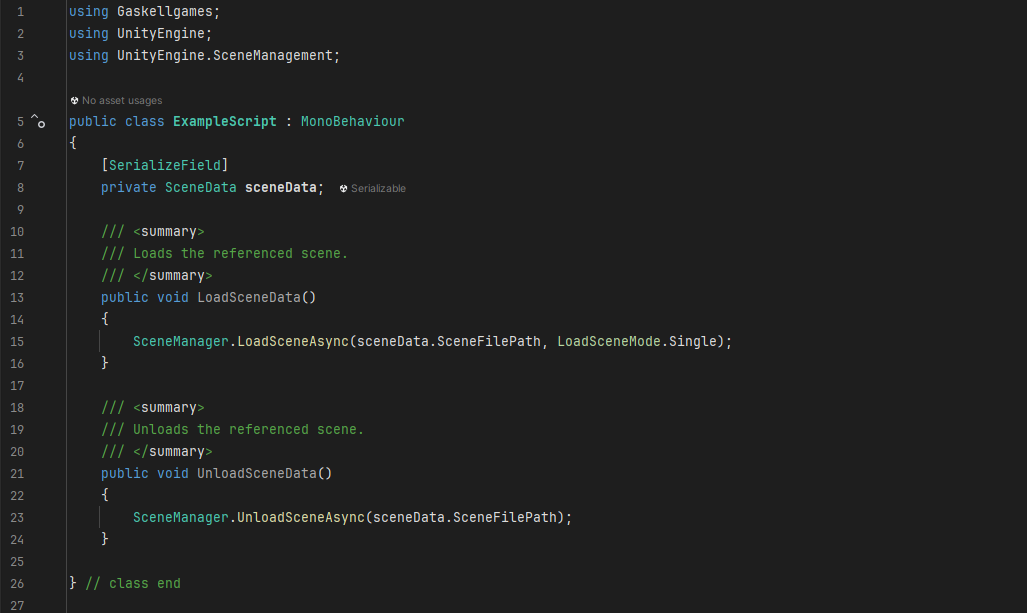 1 using Gaskellgames;
2 using UnityEngine;
3 using UnityEngine.SceneManagement;
4
No asset usages
5 public class ExampleScript : MonoBehaviour
6 {
7     [SerializeField]
8     private SceneData sceneData; Serializable
9
10     /// <summary>
11     /// Loads the referenced scene.
12     /// </summary>
13     public void LoadSceneData()
14     {
15         SceneManager.LoadSceneAsync(sceneData.SceneFilePath, LoadSceneMode.Single);
16     }
17
18     /// <summary>
19     /// Unloads the referenced scene.
20     /// </summary>
21     public void UnloadSceneData()
22     {
23         SceneManager.UnloadSceneAsync(sceneData.SceneFilePath);
24     }
25
26 } // class end
27